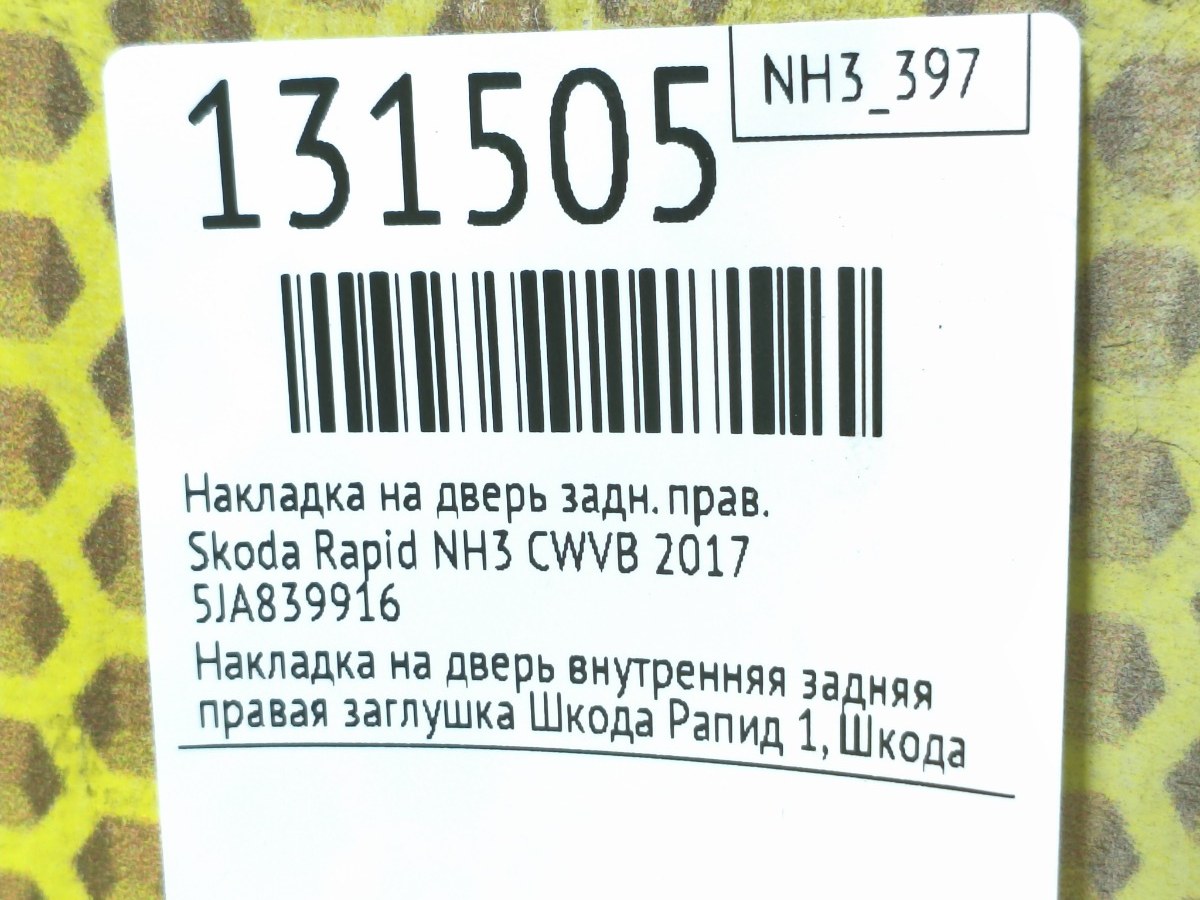 131505
NH3_397
Накладка на дверь задн. прав.
Skoda Rapid NH3 CWVB 2017
5JA839916
Накладка на дверь внутренняя задняя
правая заглушка Шкода Рапид 1, Шкода